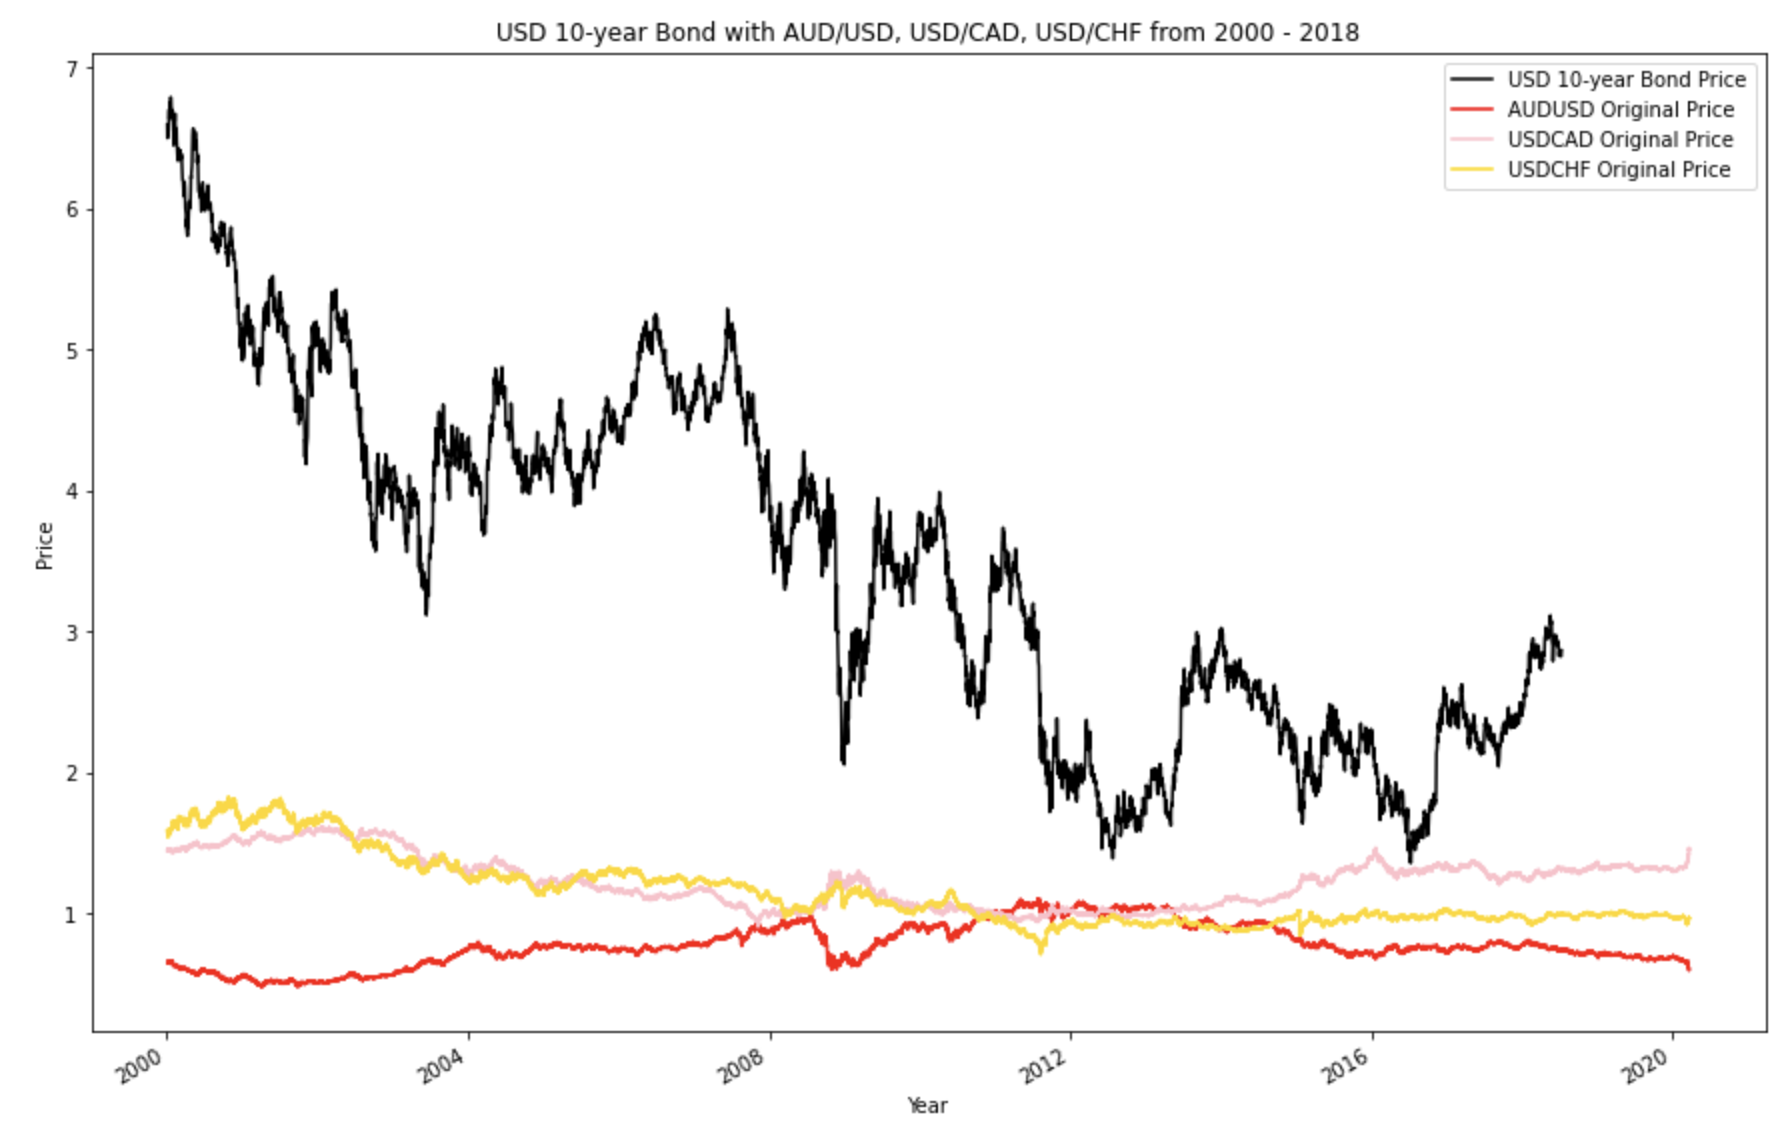 USD 10-year Bond with AUD/USD, USD/CAD, USD/CHF from 2000 - 2018
USD 10-year Bond Price
AUDUSD Original Price
USDCAD Original Price
USDCHF Original Price
7
6
5
4
3
2
1
Price
2000
2004
2008
2012
2016
2020
Year